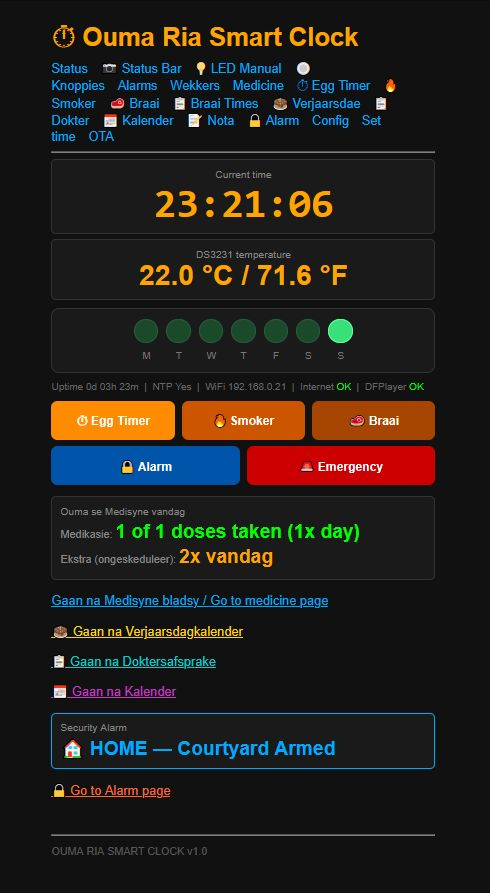 ⏱ Ouma Ria Smart Clock
Status 📷 Status Bar 💡 LED Manual ⚪
Knoppies Alarms Wekkers Medicine ⏱ Egg Timer 🔥
Smoker 🥩 Braai 📋 Braai Times 🎂 Verjaarsdae 📋
Dokter 📅 Kalender 📝 Nota 🔒 Alarm Config Set
time OTA
Current time
23:21:06
DS3231 temperature
22.0 °C / 71.6 °F
M T W T F S S
Uptime 0d 03h 23m | NTP Yes | WiFi 192.168.0.21 | Internet OK | DFPlayer OK
⏱ Egg Timer 🔥 Smoker 🥩 Braai
🔒 Alarm 🚨 Emergency
Ouma se Medisyne vandag
Medikasie: 1 of 1 doses taken (1x day)
Ekstra (ongeskeduleer): 2x vandag
Gaan na Medisyne bladsy / Go to medicine page
🎂 Gaan na Verjaarsdagkalender
📋 Gaan na Doktersafsprake
📅 Gaan na Kalender
Security Alarm
🏠 HOME — Courtyard Armed
🔒 Go to Alarm page
OUMA RIA SMART CLOCK v1.0